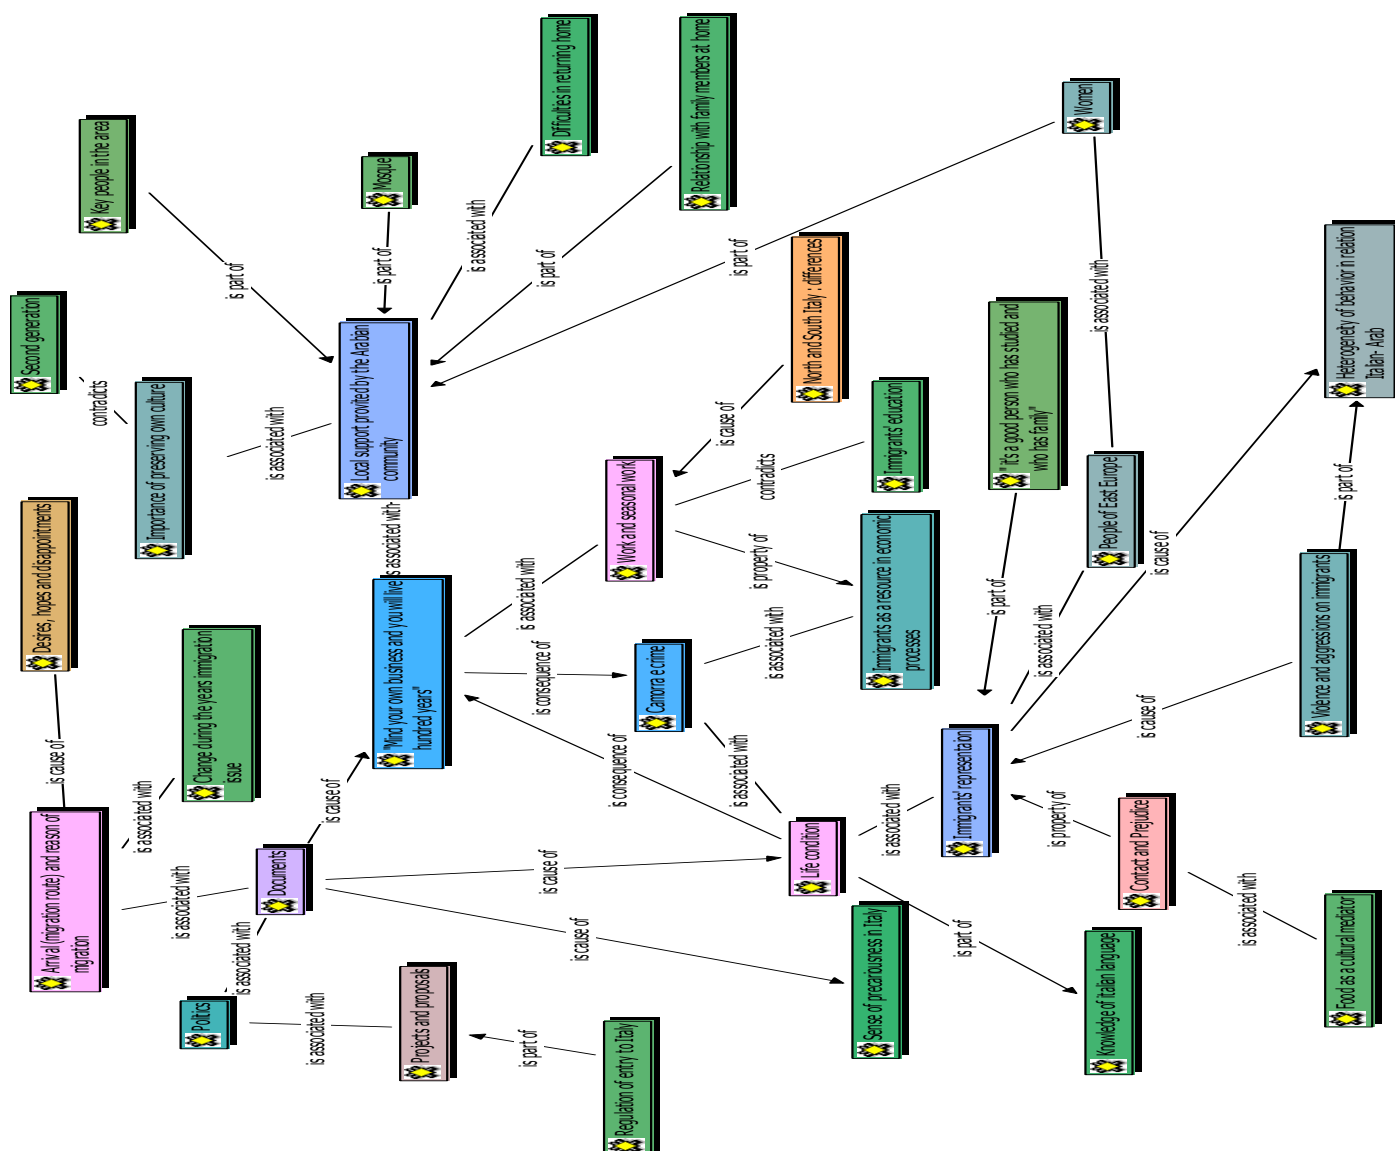 Second generation
Desires, hopes and disappointments
Arrival (migration route) and reason of
migration
is cause of
contradicts
Key people in the area
Importance of preserving own culture
is associated with
is associated with
Change during the years immigration
issue
Politics
is part of
is associated with
is associated with
Documents
is associated with
is cause of
Mosque
is part of
Local support provited by the Arabian
community
is associated with
"Mind your own business and you will live
hundred years"
Projects and proposals
is associated with
is part of
is associated with
is consequence of
is part of
Difficulties in returning home
is cause of
is cause of
Work and seasonal work
is consequence of
Regulation of entry to Italy
Camorra e crime
Relationship with family members at home
is cause of
is part of
is associated with
is property of
contradicts
is associated with
North and South Italy : differences
Life condition
Immigrants' education
Immigrants as a resource in economic
processes
Sense of precariousness in Italy
is associated with
Immigrants' representaion
is part of
is part of
"it's a good person who has studied and
who has family"
is associated with
is property of
Women
is associated with
People of East Europe
Knowledge of italian language
Contact and Prejudice
is cause of
is cause of
is associated with
Violence and aggressions on immigrants
is part of
Heterogeneity of behavior in relation
Italian- Arab
Food as a cultural mediator